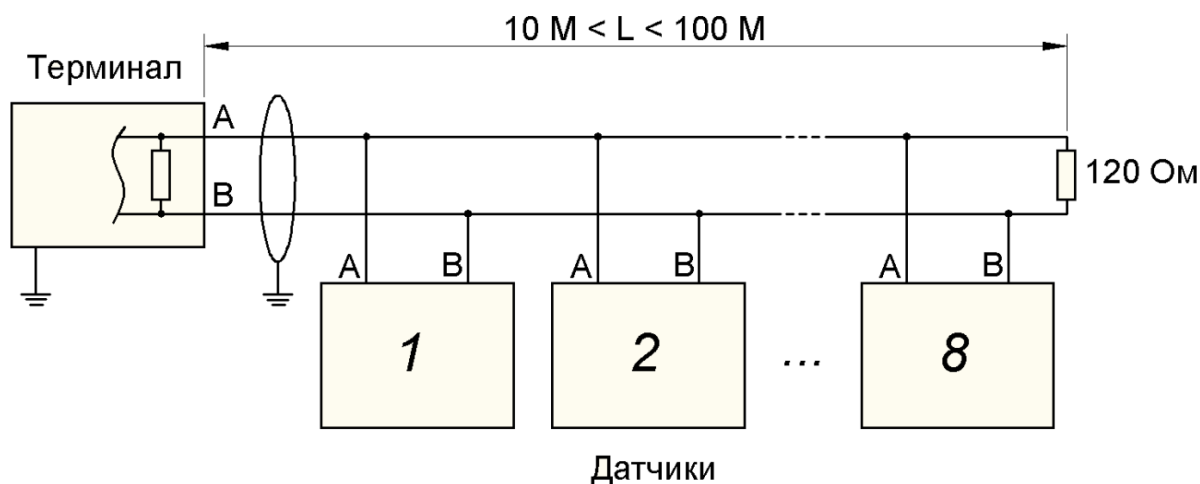 10 М < L < 100 М
Терминал
A
B
120 Ом
A B A B A B
1 2 ... 8
Датчики